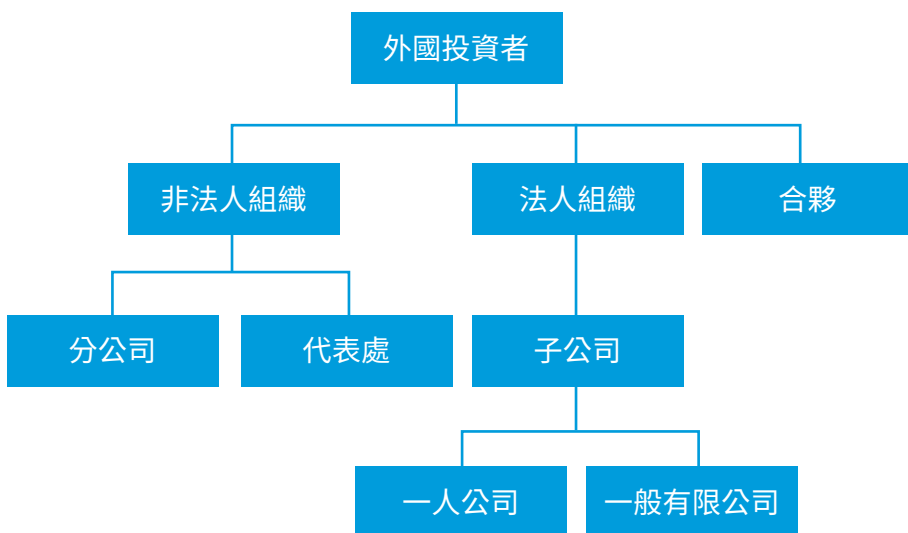 外國投資者
非法人組織
法人組織
合夥
分公司
代表處
子公司
一人公司
一般有限公司